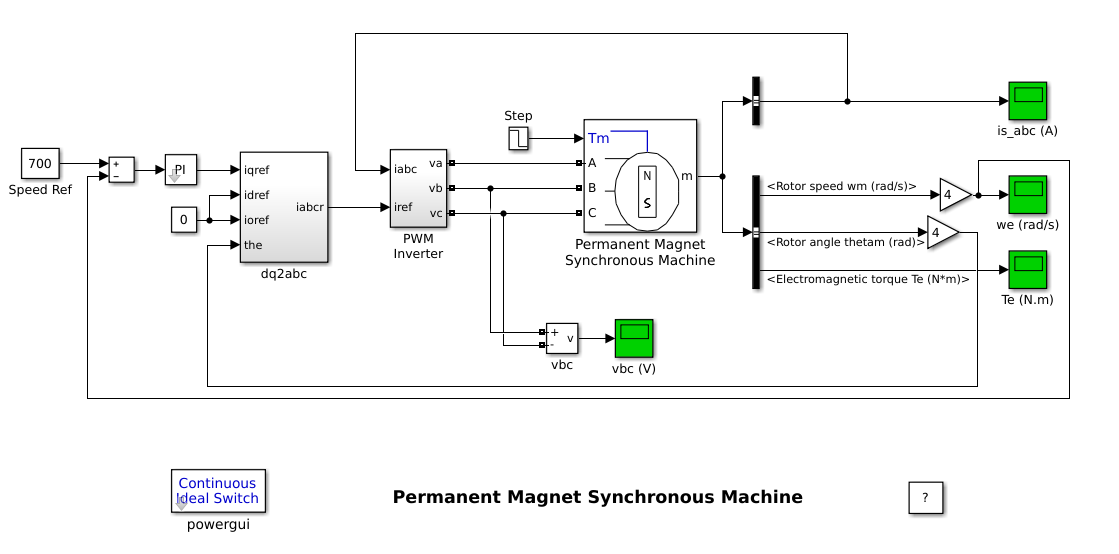 Step
is_abc (A)
700
Speed Ref
+
−
PI
0
iqref
idref
ioref
the
iabcr
dq2abc
iabc
iref
va
vb
vc
PWM
Inverter
Tm
A
B
C
N
S
m
Permanent Magnet
Synchronous Machine
<Rotor speed wm (rad/s)>
4
we (rad/s)
<Rotor angle thetam (rad)>
4
<Electromagnetic torque Te (N*m)>
Te (N.m)
+
-
v
vbc
vbc (V)
Continuous
Ideal Switch
powergui
Permanent Magnet Synchronous Machine
?